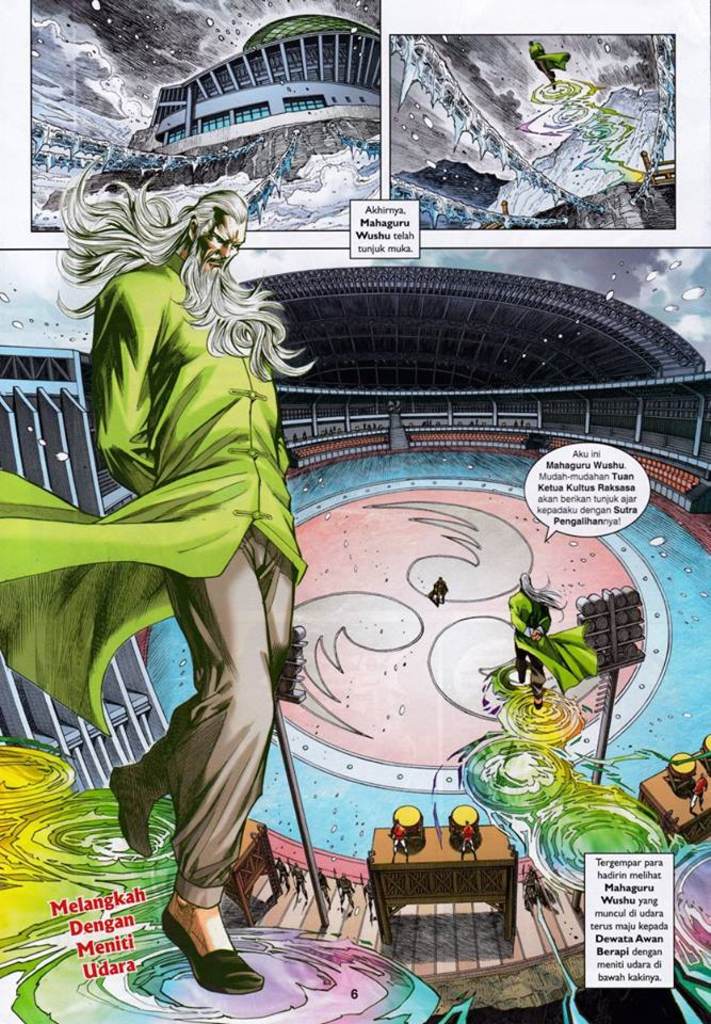 Akhirnya,
Mahaguru
Wushu telah
tunjuk muka.
Aku ini
Mahaguru Wushu.
Mudah-mudahan Tuan
Ketua Kultus Raksasa
akan berikan tunjuk ajar
kepadaku dengan Sutra
Pengalihannya!
Melangkah
Dengan
Meniti
Udara
Tergempar para
hadirin melihat
Mahaguru
Wushu yang
muncul di udara
terus maju kepada
Dewata Awan
Berapi dengan
meniti udara di
bawah kakinya.
6